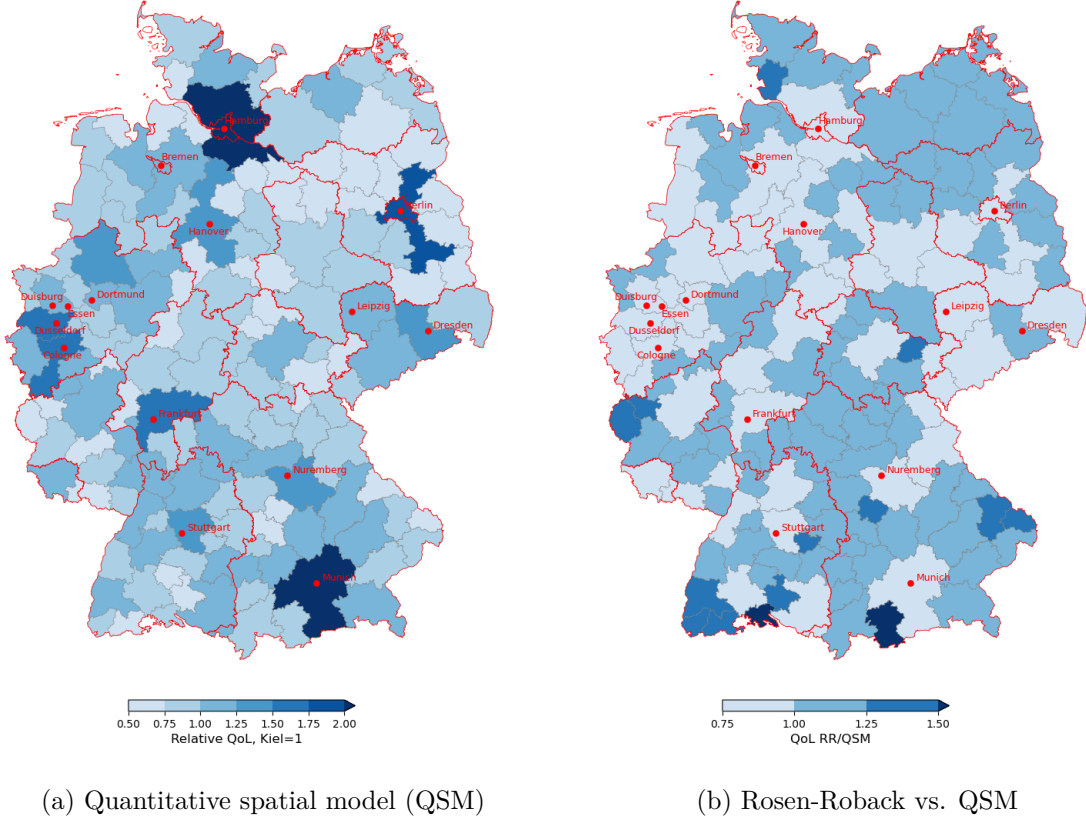 Hamburg
Bremen
Berlin
Hanover
Duisburg
Dortmund
Essen
Dusseldorf
Cologne
Leipzig
Dresden
Frankfurt
Nuremberg
Stuttgart
Munich
0.50 0.75 1.00 1.25 1.50 1.75 2.00
Relative QoL, Kiel=1
(a) Quantitative spatial model (QSM)
Hamburg
Bremen
Berlin
Hanover
Duisburg
Dortmund
Essen
Dusseldorf
Cologne
Leipzig
Dresden
Frankfurt
Nuremberg
Stuttgart
Munich
0.75 1.00 1.25 1.50
QoL RR/QSM
(b) Rosen-Roback vs. QSM